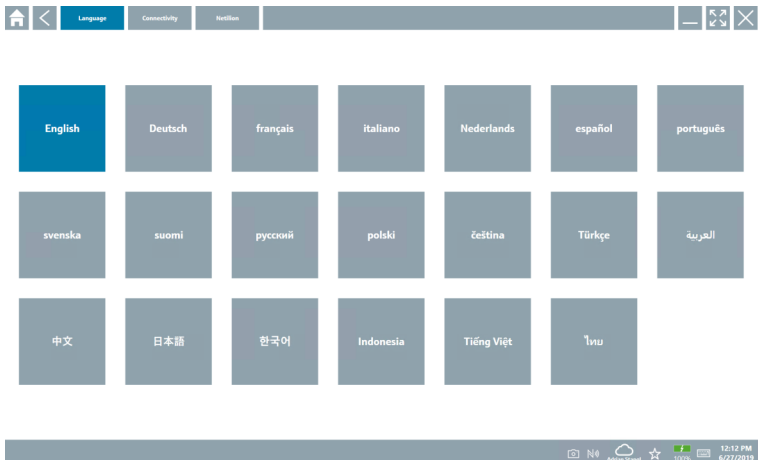 Language Connectivity Netilion
English Deutsch français italiano Nederlands español português
svenska suomi русский polski čeština Türkçe العربية
中文 日本語 한국어 Indonesia Tiếng Việt ไทย
12:12 PM
100% 6/27/2019